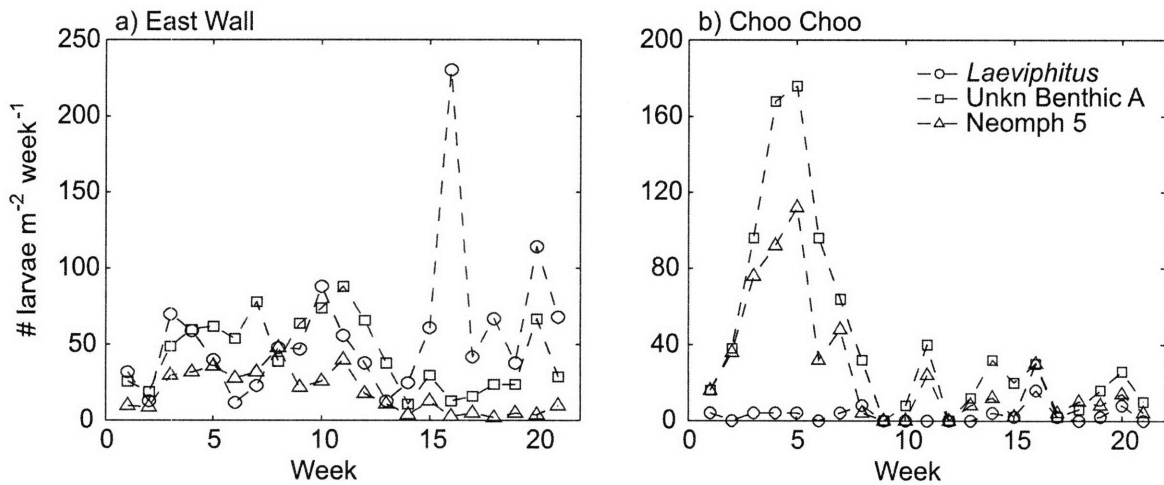 a) East Wall
250
200
150
100
50
0
0 5 10 15 20
Week
# larvae m⁻² week⁻¹
b) Choo Choo
200
160
120
80
40
0
0 5 10 15 20
Week
Laeviphitus
Unkn Benthic A
Neomph 5